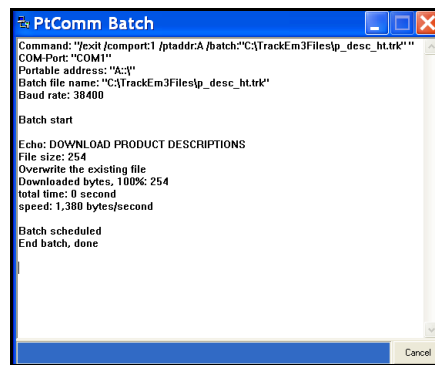 PtComm Batch
Command: "/exit /comport:1 /ptaddr:A /batch:"C:\TrackEm3Files\p_desc_ht.trk" "
COM-Port: "COM1"
Portable address: "A::\"
Batch file name: "C:\TrackEm3Files\p_desc_ht.trk"
Baud rate: 38400
Batch start
Echo: DOWNLOAD PRODUCT DESCRIPTIONS
File size: 254
Overwrite the existing file
Downloaded bytes, 100%: 254
total time: 0 second
speed: 1,380 bytes/second
Batch scheduled
End batch, done
Cancel